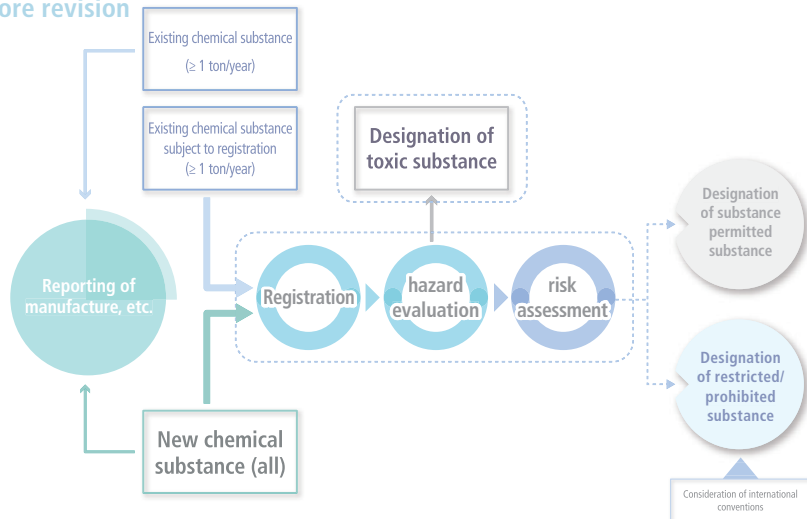 ore revision
Existing chemical substance
(≥ 1 ton/year)
Existing chemical substance
subject to registration
(≥ 1 ton/year)
Designation of
toxic substance
Designation
of substance
permitted
substance
Reporting of
manufacture, etc.
Registration
hazard
evaluation
risk
assessment
Designation
of restricted/
prohibited
substance
New chemical
substance (all)
Consideration of international
conventions